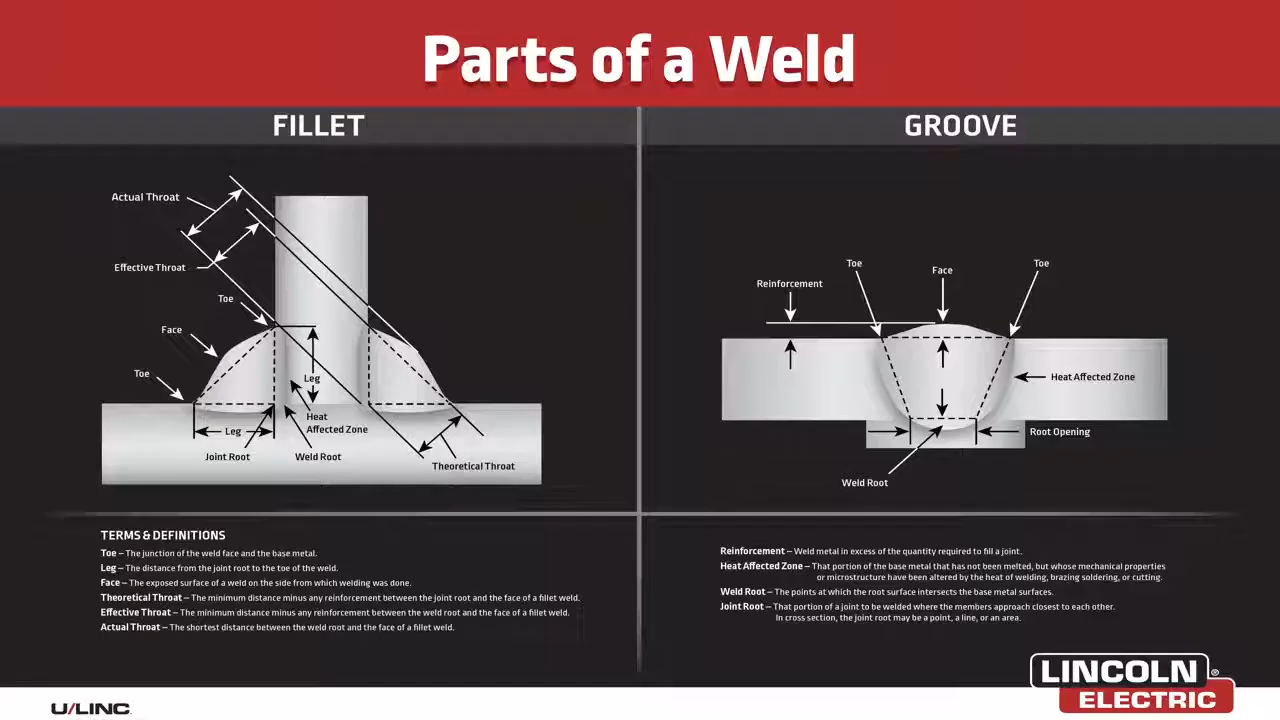 Parts of a Weld
FILLET
Actual Throat
Effective Throat
Toe
Face
Toe
Leg
Heat
Affected Zone
Leg
Joint Root
Weld Root
Theoretical Throat
GROOVE
Toe
Face
Toe
Reinforcement
Heat Affected Zone
Root Opening
Weld Root
TERMS & DEFINITIONS
Toe – The junction of the weld face and the base metal.
Leg – The distance from the joint root to the toe of the weld.
Face – The exposed surface of a weld on the side from which welding was done.
Theoretical Throat – The minimum distance minus any reinforcement between the joint root and the face of a fillet weld.
Effective Throat – The minimum distance minus any reinforcement between the weld root and the face of a fillet weld.
Actual Throat – The shortest distance between the weld root and the face of a fillet weld.
Reinforcement – Weld metal in excess of the quantity required to fill a joint.
Heat Affected Zone – That portion of the base metal that has not been melted, but whose mechanical properties
or microstructure have been altered by the heat of welding, brazing soldering, or cutting.
Weld Root – The points at which the root surface intersects the base metal surfaces.
Joint Root – That portion of a joint to be welded where the members approach closest to each other.
In cross section, the joint root may be a point, a line, or an area.
LINCOLN ®
ELECTRIC
U/LINC